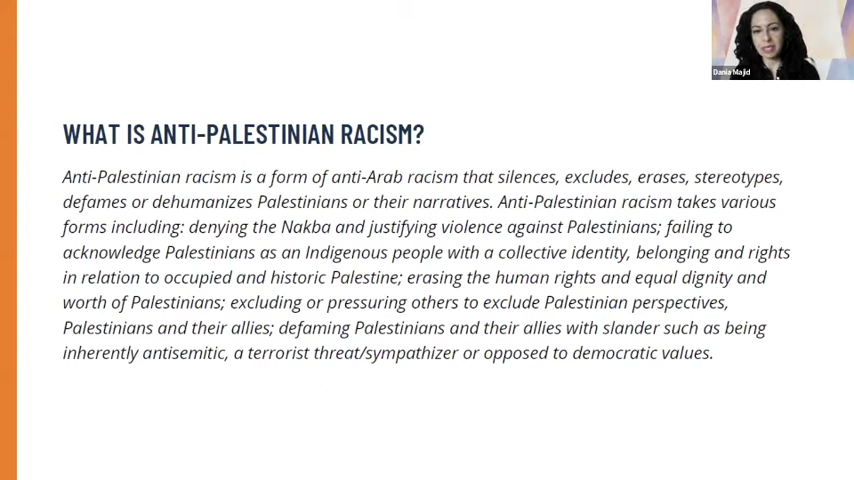 Dania Majid
WHAT IS ANTI-PALESTINIAN RACISM?
Anti-Palestinian racism is a form of anti-Arab racism that silences, excludes, erases, stereotypes,
defames or dehumanizes Palestinians or their narratives. Anti-Palestinian racism takes various
forms including: denying the Nakba and justifying violence against Palestinians; failing to
acknowledge Palestinians as an Indigenous people with a collective identity, belonging and rights
in relation to occupied and historic Palestine; erasing the human rights and equal dignity and
worth of Palestinians; excluding or pressuring others to exclude Palestinian perspectives,
Palestinians and their allies; defaming Palestinians and their allies with slander such as being
inherently antisemitic, a terrorist threat/sympathizer or opposed to democratic values.